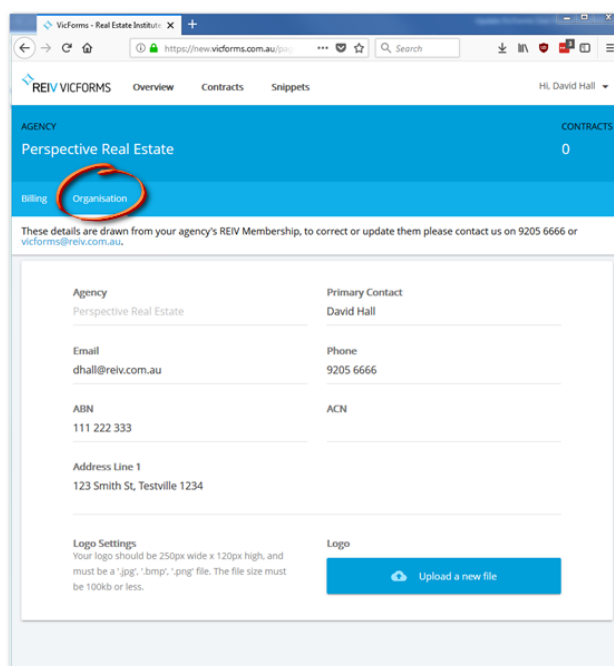 VicForms - Real Estate Institute
https://new.vicforms.com.au/pag
Search
REIV VICFORMS Overview Contracts Snippets Hi, David Hall
AGENCY CONTRACTS
Perspective Real Estate 0
Billing Organisation
These details are drawn from your agency's REIV Membership, to correct or update them please contact us on 9205 6666 or
vicforms@reiv.com.au.
Agency Primary Contact
Perspective Real Estate David Hall
Email Phone
dhall@reiv.com.au 9205 6666
ABN ACN
111 222 333
Address Line 1
123 Smith St, Testville 1234
Logo Settings Logo
Your logo should be 250px wide x 120px high, and
must be a '.jpg', '.bmp', '.png' file. The file size must
be 100kb or less.
Upload a new file